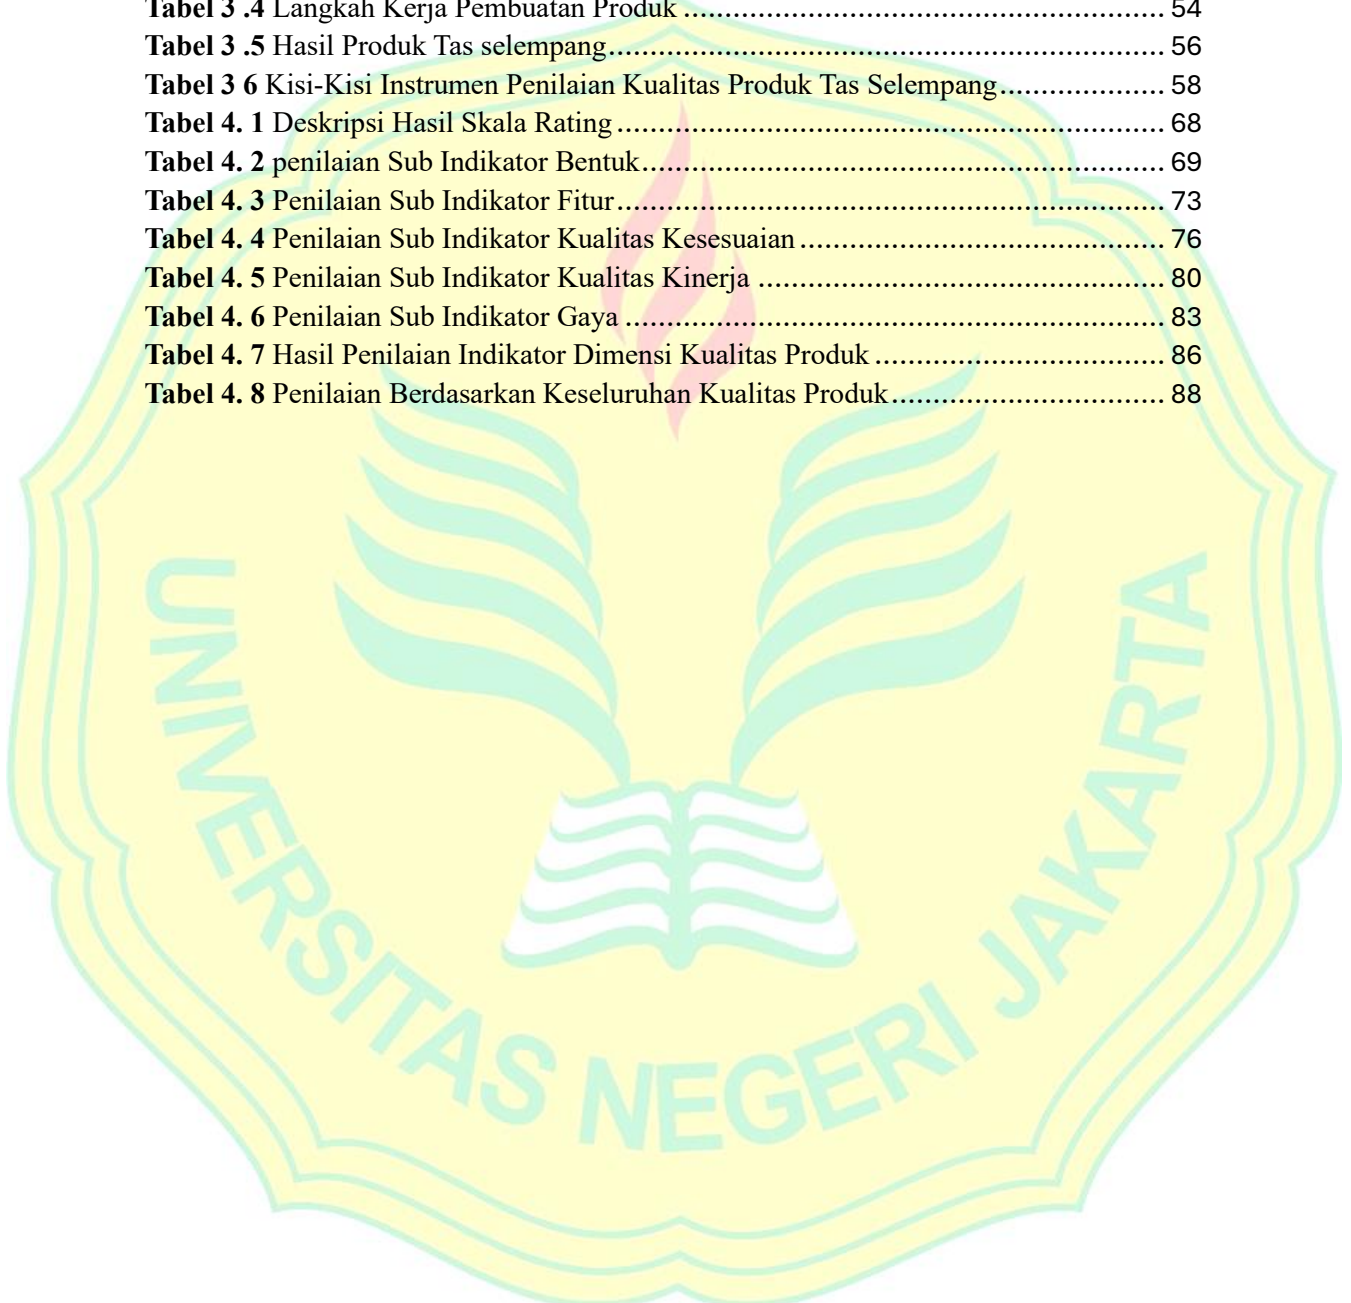 Tabel 3 .4 Langkah Kerja Pembuatan Produk ........................................................... 54
Tabel 3 .5 Hasil Produk Tas selempang.................................................................... 56
Tabel 3 6 Kisi-Kisi Instrumen Penilaian Kualitas Produk Tas Selempang.................... 58
Tabel 4. 1 Deskripsi Hasil Skala Rating ................................................................... 68
Tabel 4. 2 penilaian Sub Indikator Bentuk................................................................ 69
Tabel 4. 3 Penilaian Sub Indikator Fitur................................................................... 73
Tabel 4. 4 Penilaian Sub Indikator Kualitas Kesesuaian ............................................. 76
Tabel 4. 5 Penilaian Sub Indikator Kualitas Kinerja .................................................. 80
Tabel 4. 6 Penilaian Sub Indikator Gaya .................................................................. 83
Tabel 4. 7 Hasil Penilaian Indikator Dimensi Kualitas Produk ................................... 86
Tabel 4. 8 Penilaian Berdasarkan Keseluruhan Kualitas Produk................................. 88
UNIVERSITAS NEGERI JAKARTA